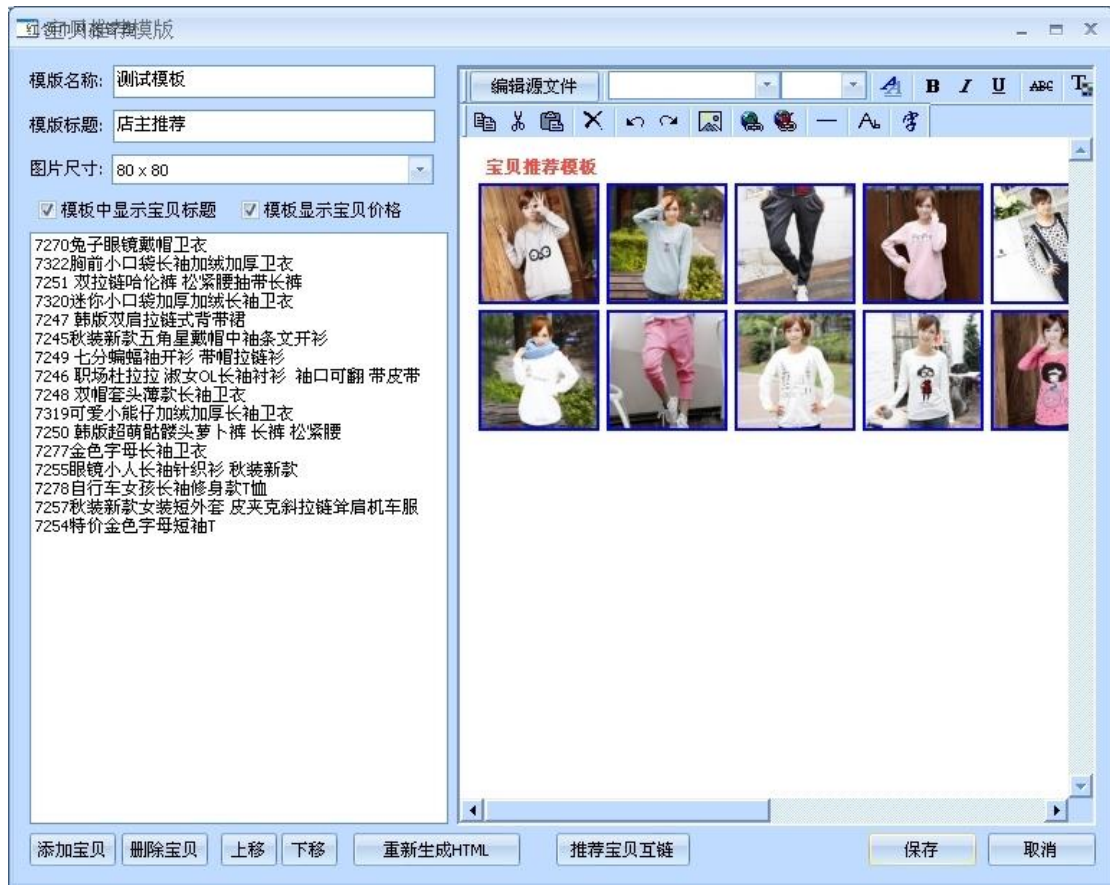 宝贝推荐模版
模版名称: 测试模板
模版标题: 店主推荐
图片尺寸: 80 x 80
模板中显示宝贝标题 模板显示宝贝价格
7270兔子眼镜戴帽卫衣
7322胸前小口袋长袖加绒加厚卫衣
7251 双拉链哈伦裤 松紧腰抽带长裤
7320迷你小口袋加厚加绒长袖卫衣
7247 韩版双肩拉链式背带裙
7245秋装新款五角星戴帽中袖条文开衫
7249 七分蝙蝠袖开衫 带帽拉链衫
7246 职场杜拉拉 淑女OL长袖衬衫 袖口可翻 带皮带
7248 双帽套头薄款长袖卫衣
7319可爱小熊仔加绒加厚长袖卫衣
7250 韩版超萌骷髅头萝卜裤 长裤 松紧腰
7277金色字母长袖卫衣
7255眼镜小人长袖针织衫 秋装新款
7278自行车女孩长袖修身款T恤
7257秋装新款女装短外套 皮夹克斜拉链耸肩机车服
7254特价金色字母短袖T
编辑源文件 A B I U ABC T
A 字
宝贝推荐模板
添加宝贝 删除宝贝 上移 下移 重新生成HTML 推荐宝贝互链 保存 取消